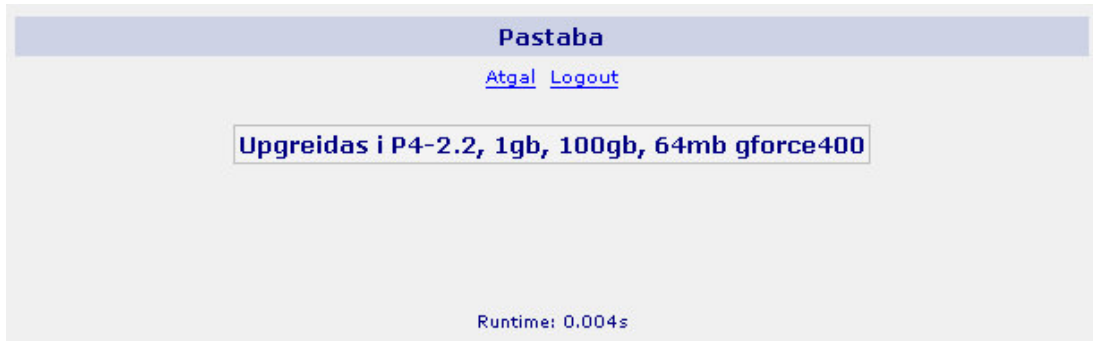 Pastaba
Atgal Logout
Upgreidas i P4-2.2, 1gb, 100gb, 64mb gforce400
Runtime: 0.004s